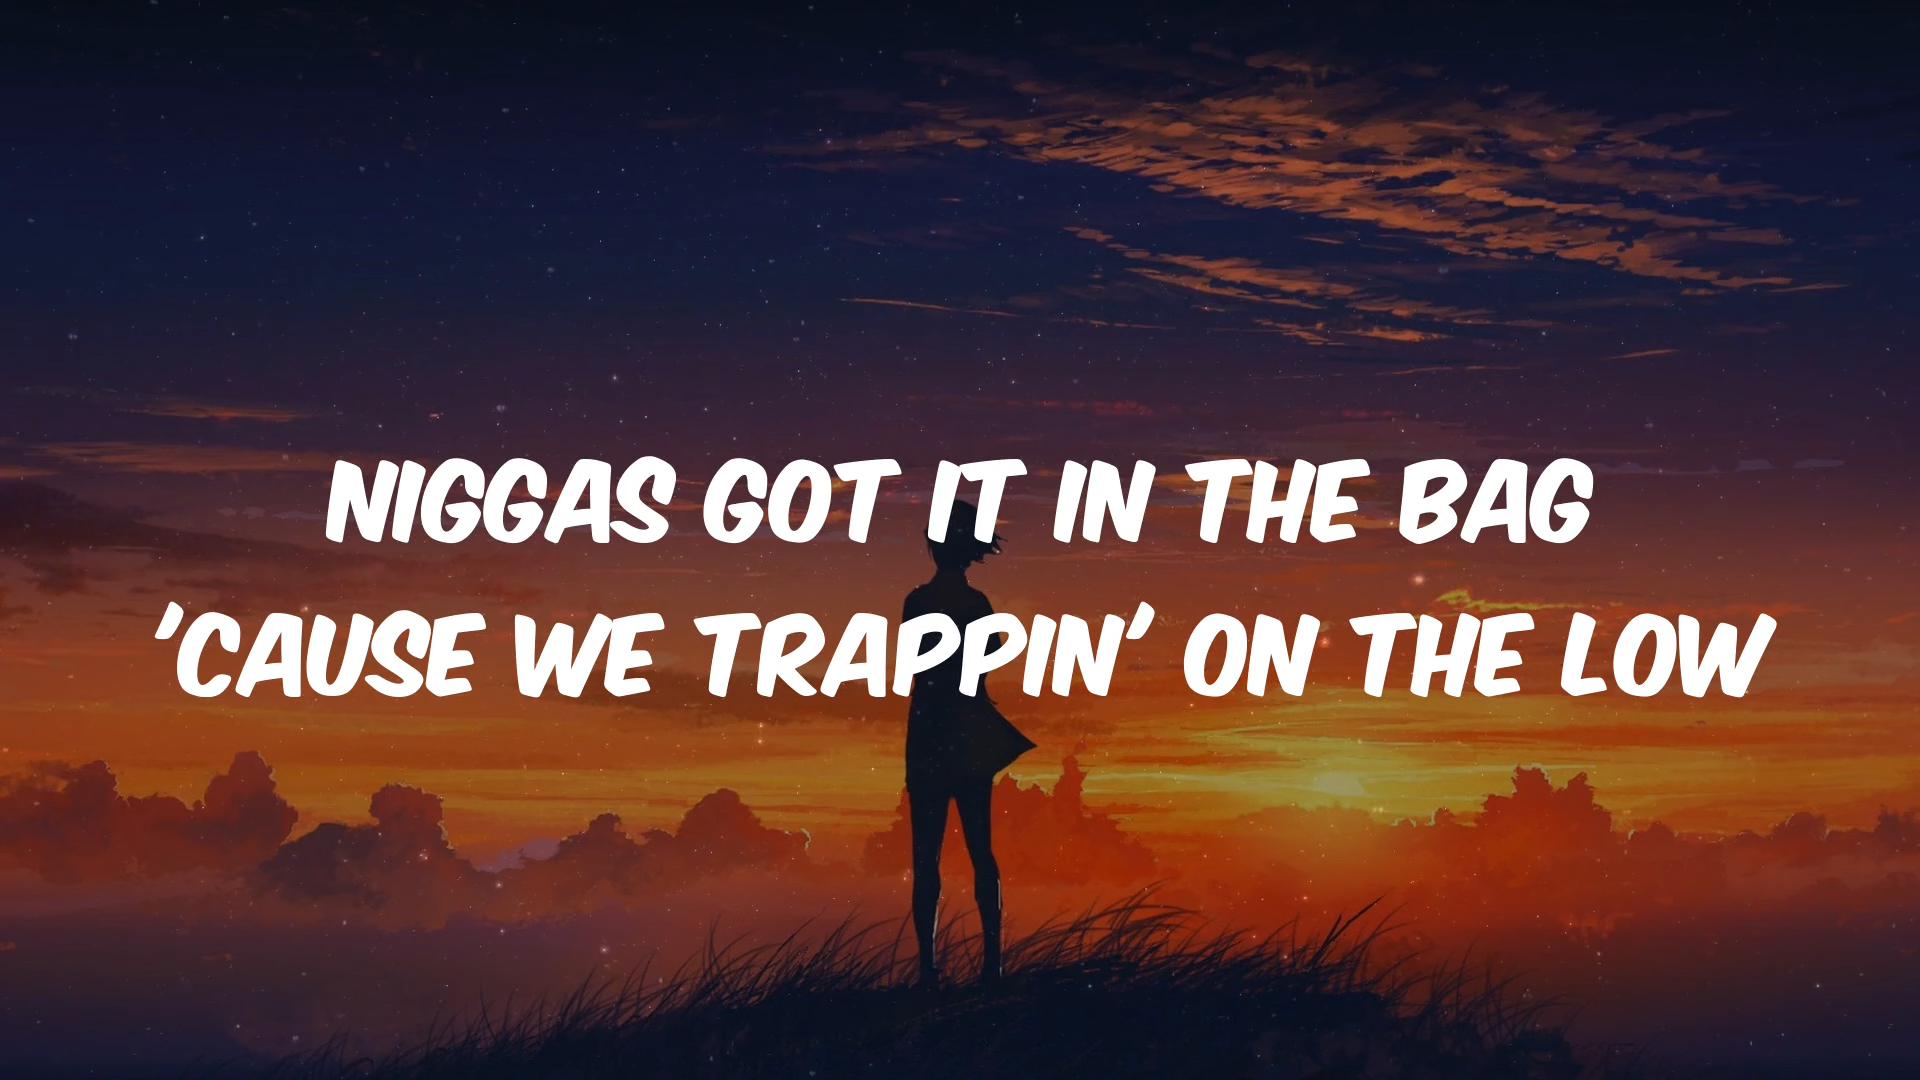 NIGGAS GOT IT IN THE BAG
'CAUSE WE TRAPPIN' ON THE LOW